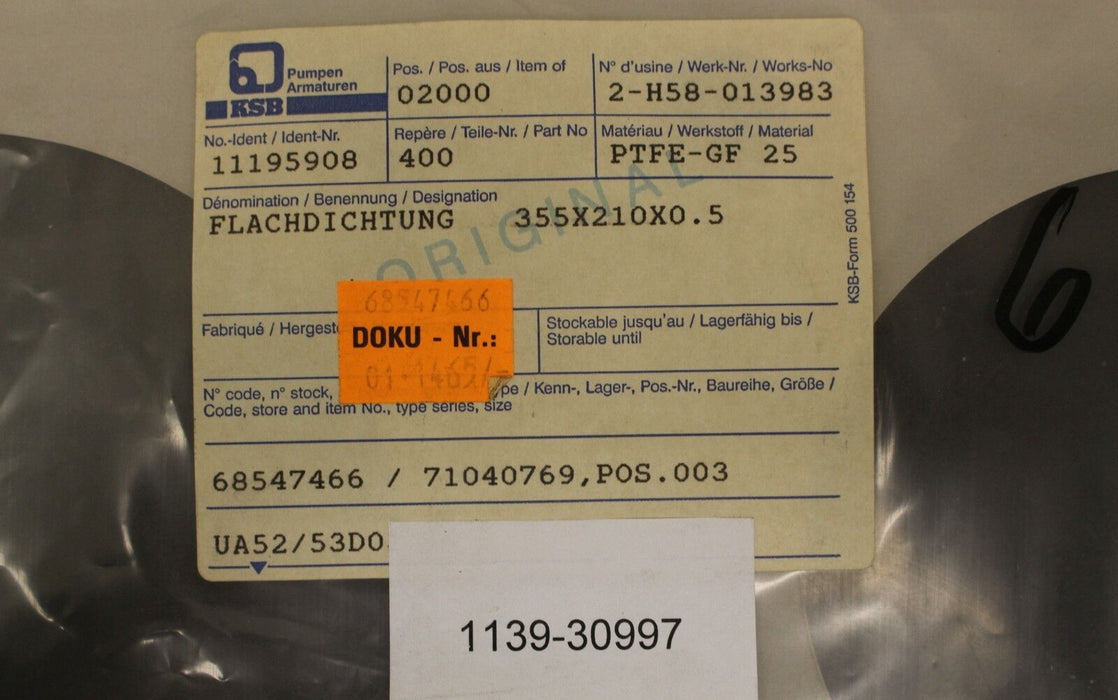 Pumpen
Armaturen
KSB
Pos. / Pos. aus / Item of
02000
N° d'usine / Werk-Nr. / Works-No
2-H58-013983
No.-Ident / Ident-Nr.
11195908
Repère / Teile-Nr. / Part No
400
Matériau / Werkstoff / Material
PTFE-GF 25
Dénomination / Benennung / Designation
FLACHDICHTUNG 355X210X0.5
ORIGINAL
KSB-Form 500 154
6
Fabriqué /
68547466
DOKU - Nr.:
Stockable jusqu'au / Lagerfähig bis /
Storable until
N° code, n° stock, / Kenn-, Lager-, Pos.-Nr., Baureihe, Größe /
Code, store and item No., type series, size
68547466 / 71040769,POS.003
UA52/53D0
1139-30997